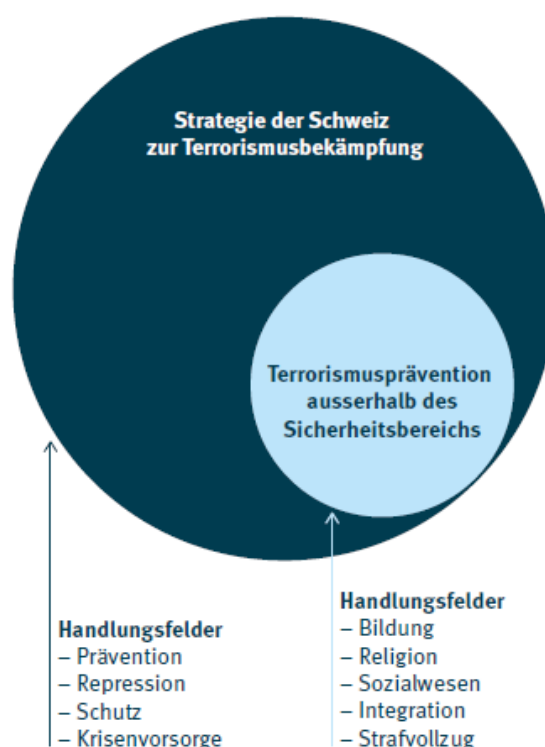 Strategie der Schweiz
zur Terrorismusbekämpfung
Terrorismusprävention
ausserhalb des
Sicherheitsbereichs
Handlungsfelder
– Prävention
– Repression
– Schutz
– Krisenvorsorge
Handlungsfelder
– Bildung
– Religion
– Sozialwesen
– Integration
– Strafvollzug